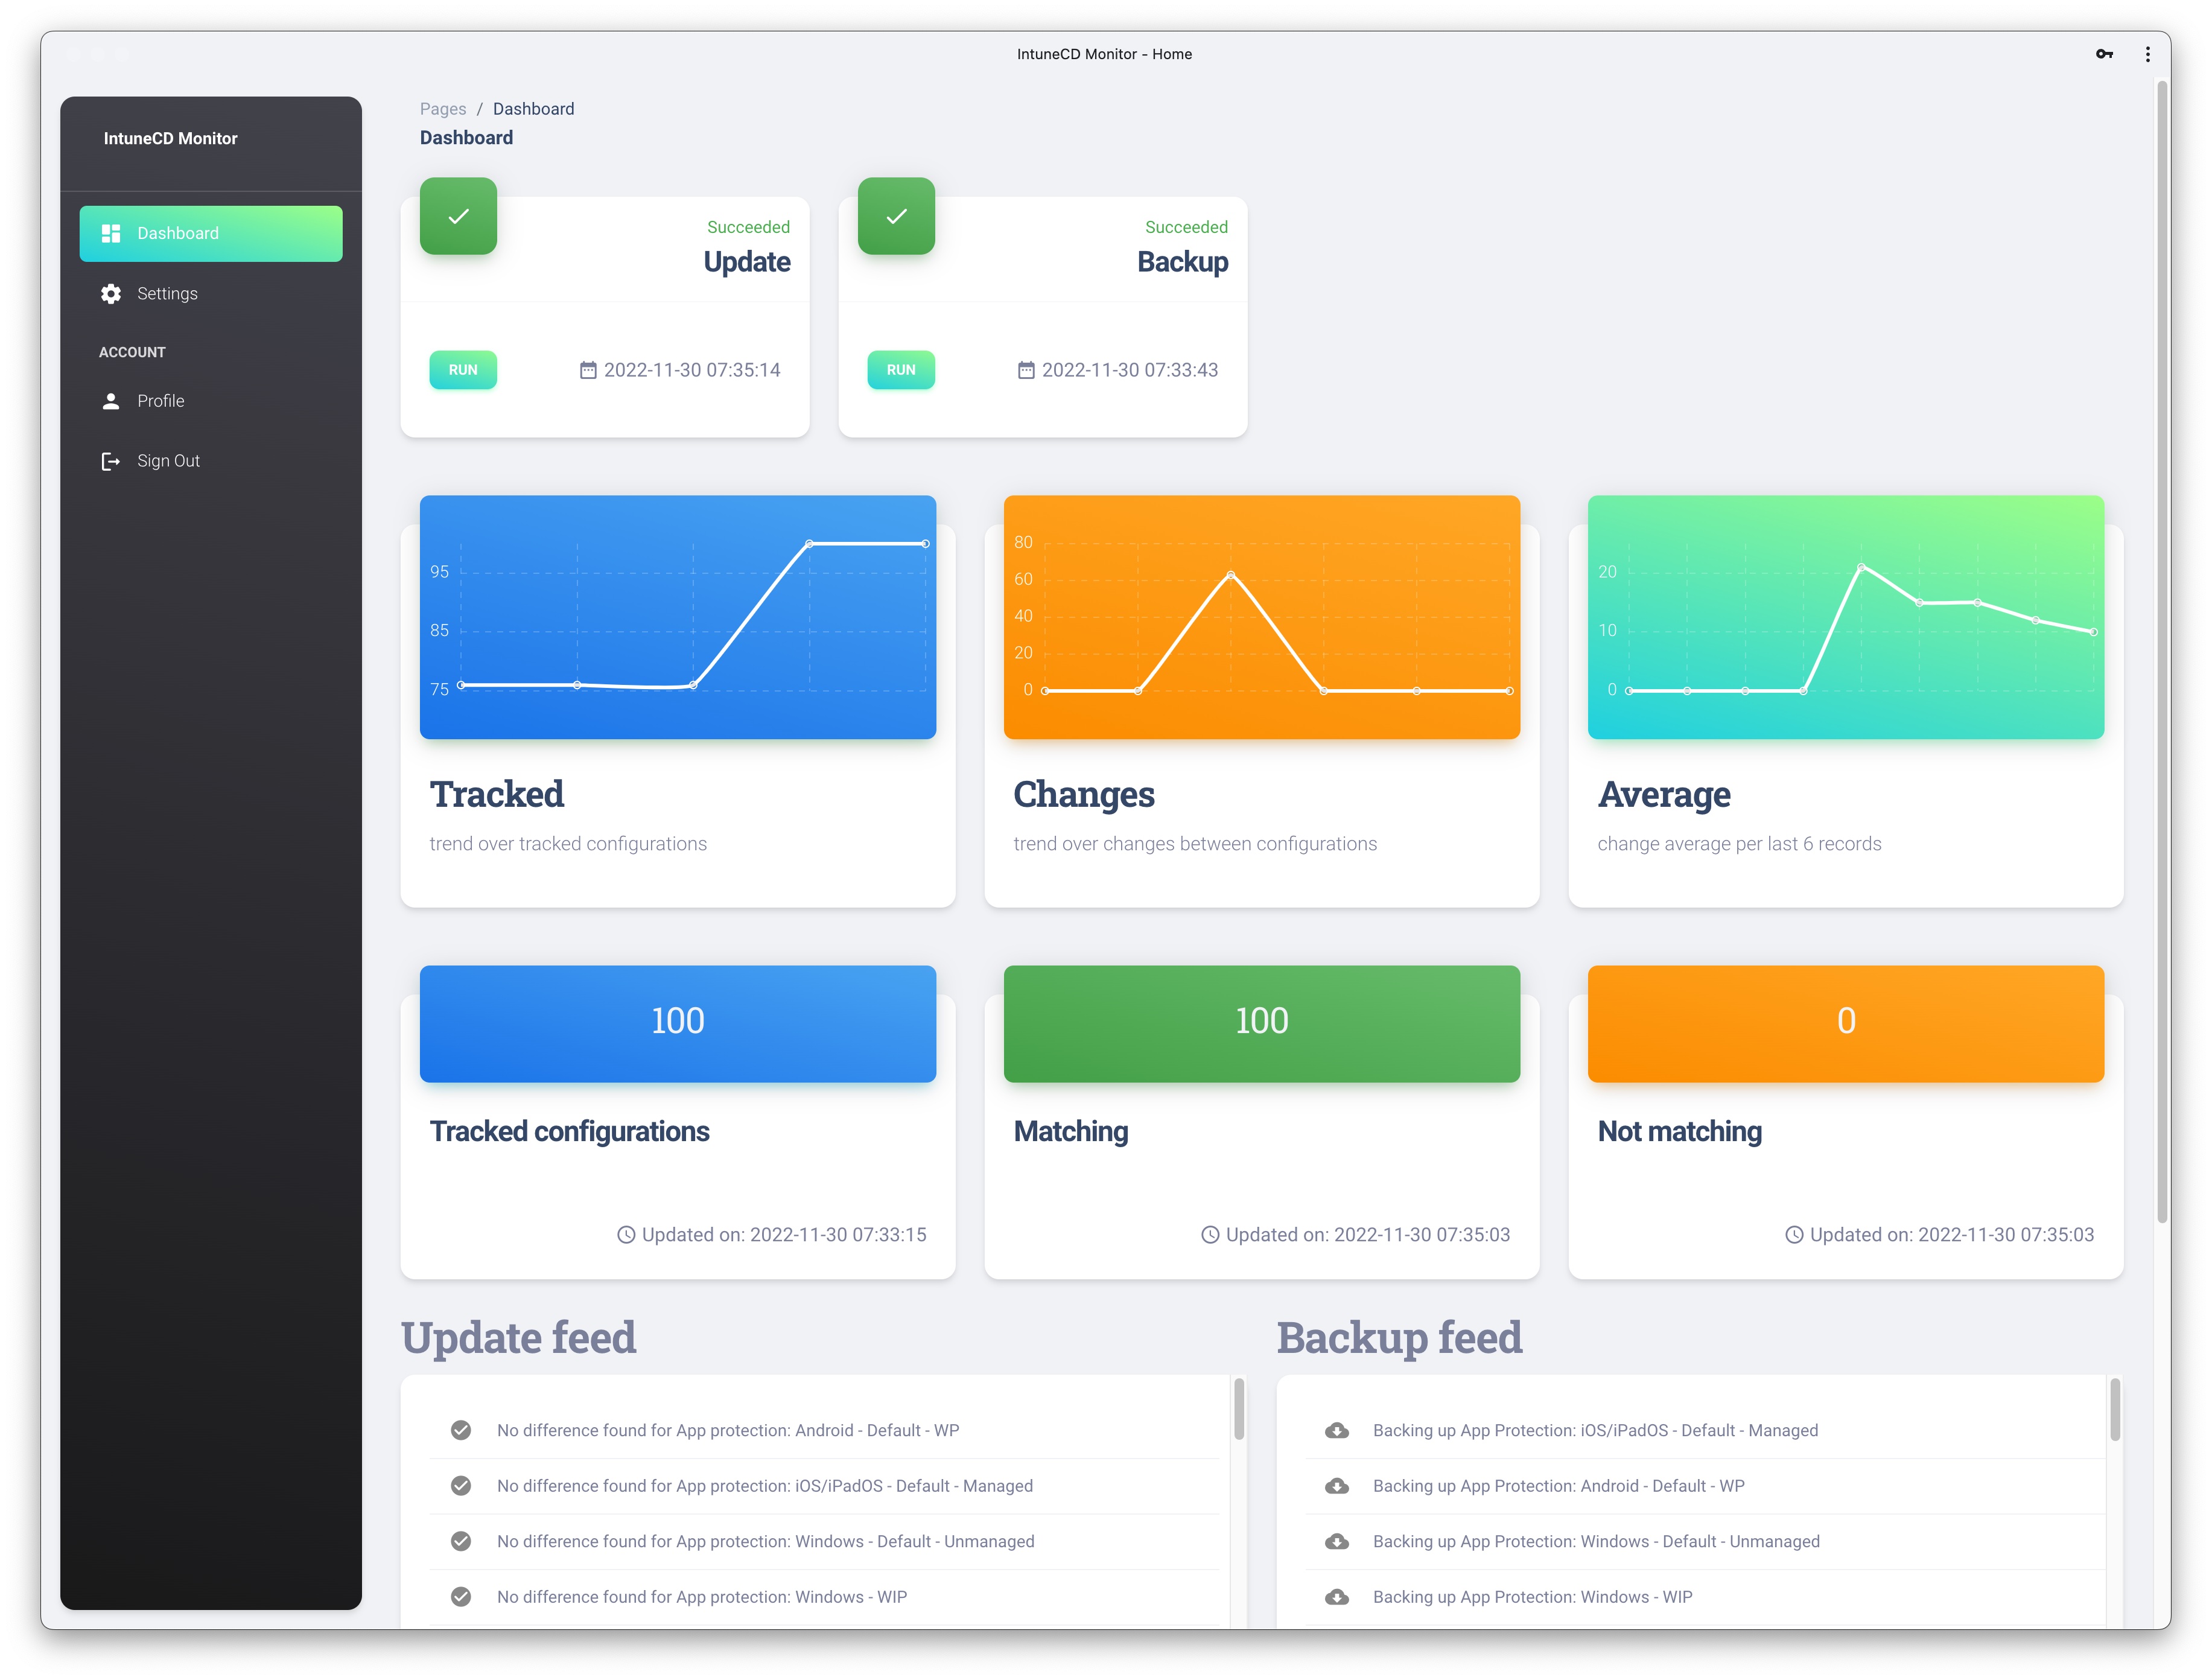 IntuneCD Monitor - Home
IntuneCD Monitor
Dashboard
Settings
ACCOUNT
Profile
Sign Out
Pages / Dashboard
Dashboard
Succeeded
Update
RUN
2022-11-30 07:35:14
Succeeded
Backup
RUN
2022-11-30 07:33:43
95
85
75
Tracked
trend over tracked configurations
80
60
40
20
0
Changes
trend over changes between configurations
20
10
0
Average
change average per last 6 records
100
Tracked configurations
Updated on: 2022-11-30 07:33:15
100
Matching
Updated on: 2022-11-30 07:35:03
0
Not matching
Updated on: 2022-11-30 07:35:03
Update feed
No difference found for App protection: Android - Default - WP
No difference found for App protection: iOS/iPadOS - Default - Managed
No difference found for App protection: Windows - Default - Unmanaged
No difference found for App protection: Windows - WIP
Backup feed
Backing up App Protection: iOS/iPadOS - Default - Managed
Backing up App Protection: Android - Default - WP
Backing up App Protection: Windows - Default - Unmanaged
Backing up App Protection: Windows - WIP